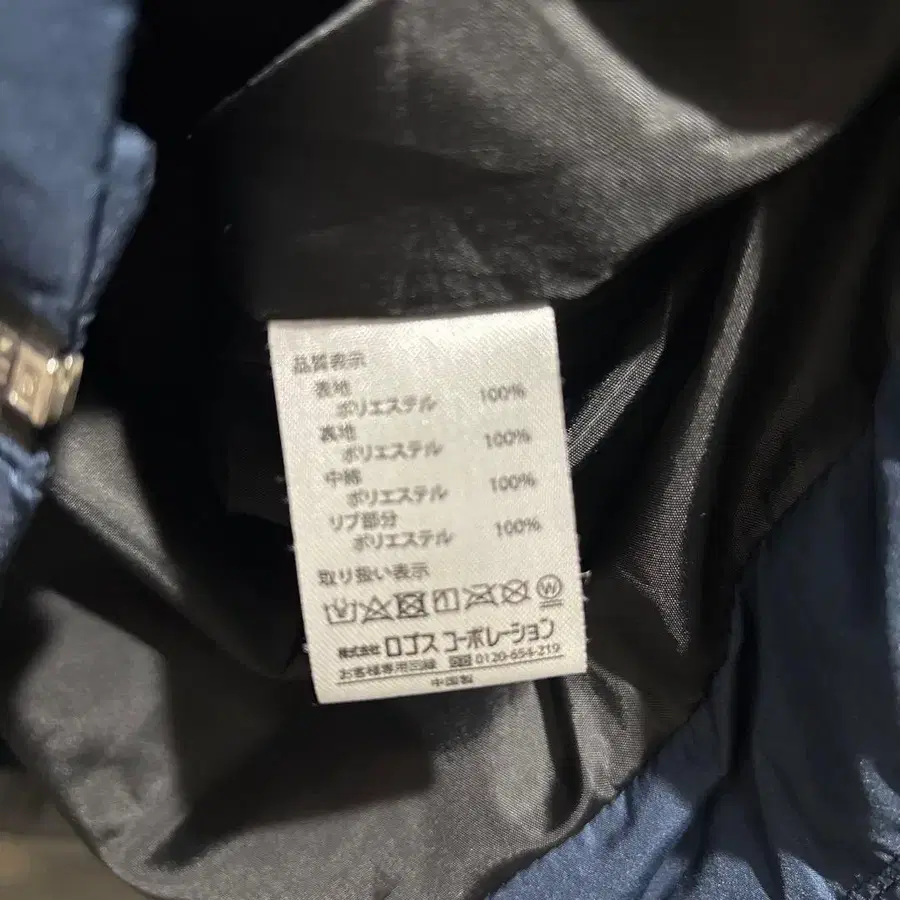 品質表示
表地
ポリエステル 100%
裏地
ポリエステル 100%
中綿
ポリエステル 100%
リブ部分
ポリエステル 100%
取り扱い表示
W
株式会社 ロゴス コーポレーション
お客様専用回線 0120-654-219
中国製